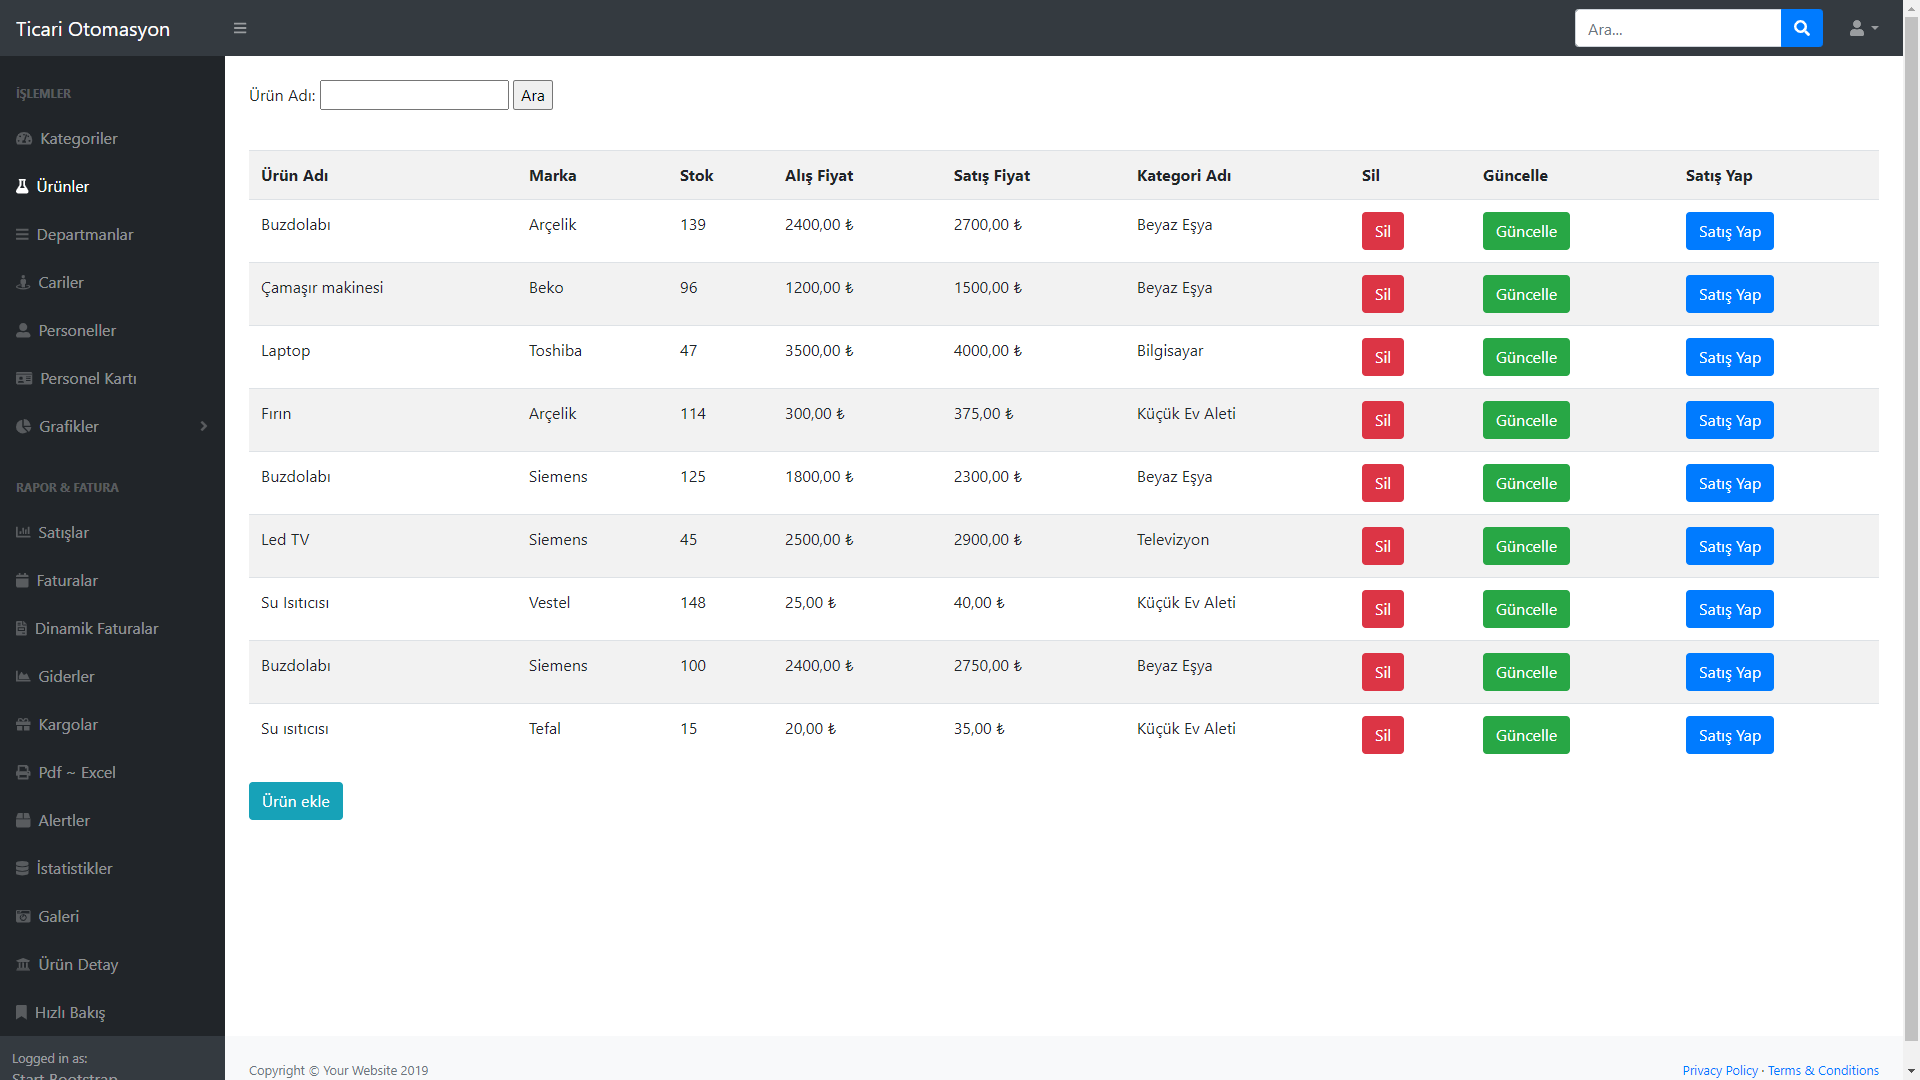 Ticari Otomasyon
Ara...
İŞLEMLER
Kategoriler
Ürünler
Departmanlar
Cariler
Personeller
Personel Kartı
Grafikler
RAPOR & FATURA
Satışlar
Faturalar
Dinamik Faturalar
Giderler
Kargolar
Pdf ~ Excel
Alertler
İstatistikler
Galeri
Ürün Detay
Hızlı Bakış
Logged in as:
Start Bootstrap
Ürün Adı: Ara
Ürün Adı Marka Stok Alış Fiyat Satış Fiyat Kategori Adı Sil Güncelle Satış Yap
Buzdolabı Arçelik 139 2400,00 ₺ 2700,00 ₺ Beyaz Eşya Sil Güncelle Satış Yap
Çamaşır makinesi Beko 96 1200,00 ₺ 1500,00 ₺ Beyaz Eşya Sil Güncelle Satış Yap
Laptop Toshiba 47 3500,00 ₺ 4000,00 ₺ Bilgisayar Sil Güncelle Satış Yap
Fırın Arçelik 114 300,00 ₺ 375,00 ₺ Küçük Ev Aleti Sil Güncelle Satış Yap
Buzdolabı Siemens 125 1800,00 ₺ 2300,00 ₺ Beyaz Eşya Sil Güncelle Satış Yap
Led TV Siemens 45 2500,00 ₺ 2900,00 ₺ Televizyon Sil Güncelle Satış Yap
Su Isıtıcısı Vestel 148 25,00 ₺ 40,00 ₺ Küçük Ev Aleti Sil Güncelle Satış Yap
Buzdolabı Siemens 100 2400,00 ₺ 2750,00 ₺ Beyaz Eşya Sil Güncelle Satış Yap
Su ısıtıcısı Tefal 15 20,00 ₺ 35,00 ₺ Küçük Ev Aleti Sil Güncelle Satış Yap
Ürün ekle
Copyright © Your Website 2019
Privacy Policy · Terms & Conditions